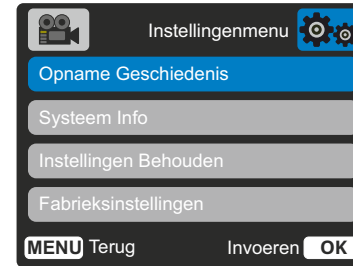 Instellingenmenu
Opname Geschiedenis
Systeem Info
Instellingen Behouden
Fabrieksinstellingen
MENU Terug Invoeren OK